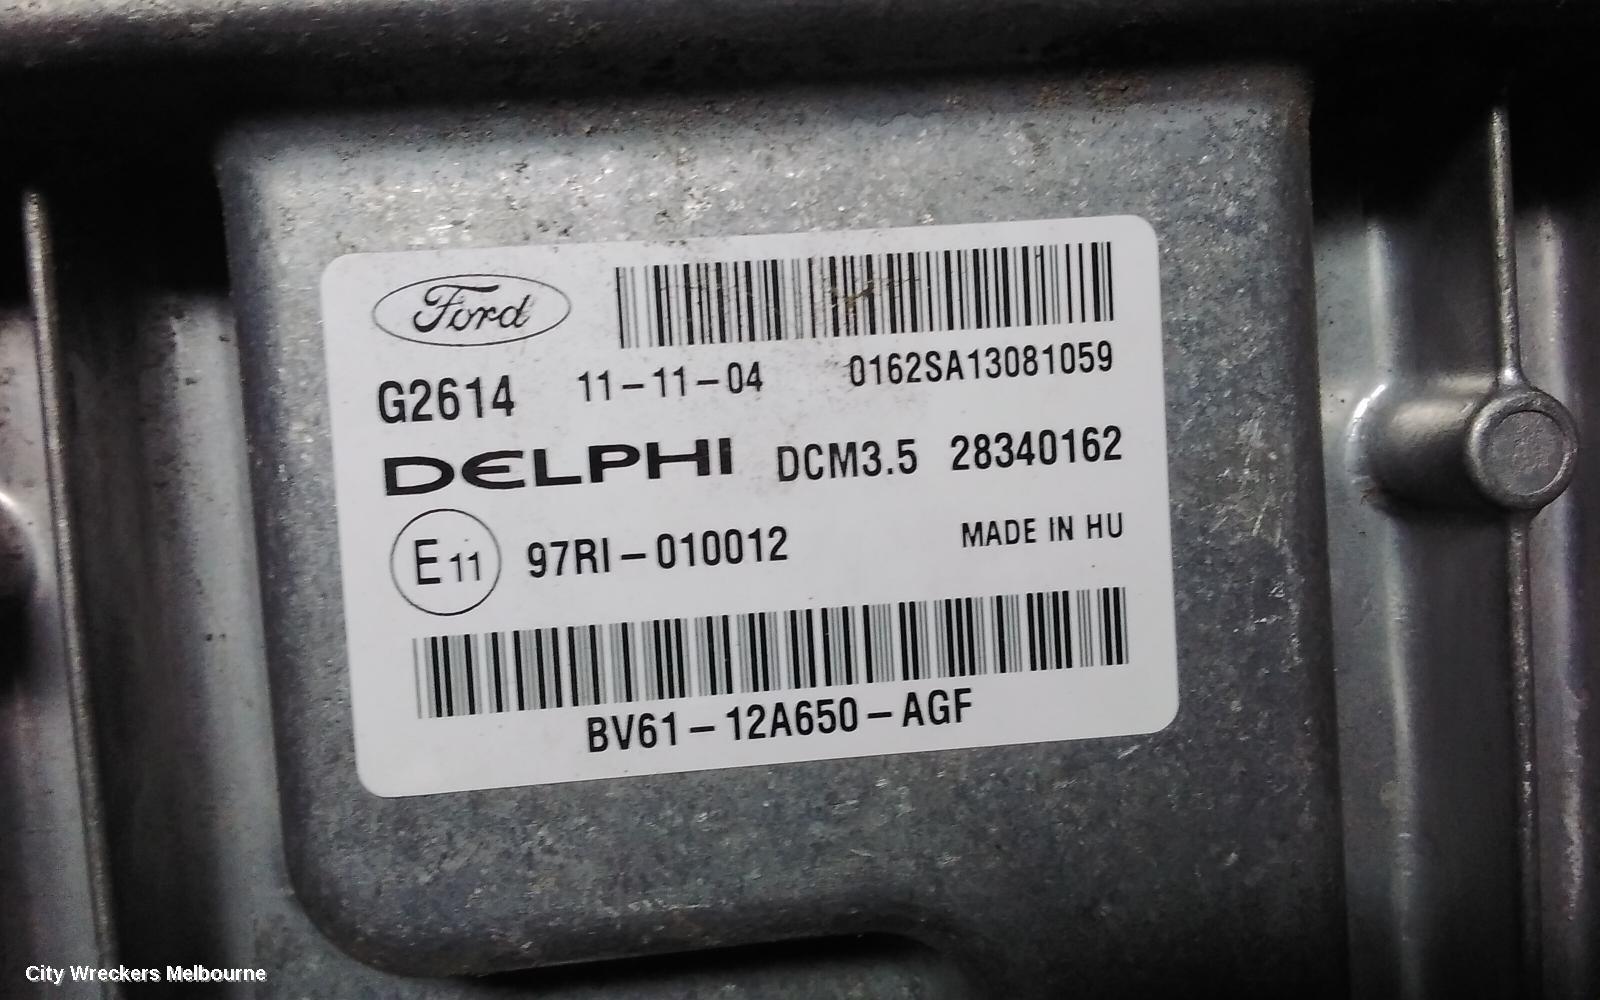 Ford
G2614 11-11-04 0162SA13081059
DELPHI DCM3.5 28340162
E11 97RI-010012 MADE IN HU
BV61-12A650-AGF
City Wreckers Melbourne